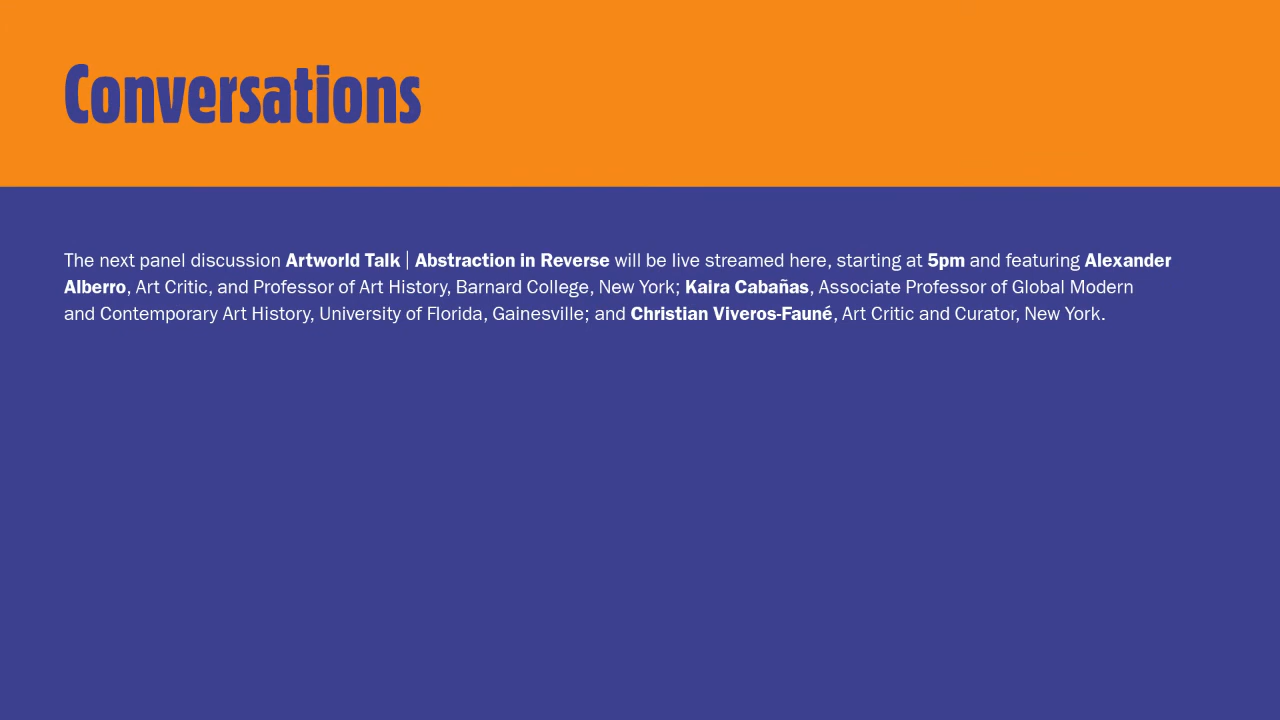 Conversations
The next panel discussion Artworld Talk | Abstraction in Reverse will be live streamed here, starting at 5pm and featuring Alexander
Alberro, Art Critic, and Professor of Art History, Barnard College, New York; Kaira Cabañas, Associate Professor of Global Modern
and Contemporary Art History, University of Florida, Gainesville; and Christian Viveros-Fauné, Art Critic and Curator, New York.